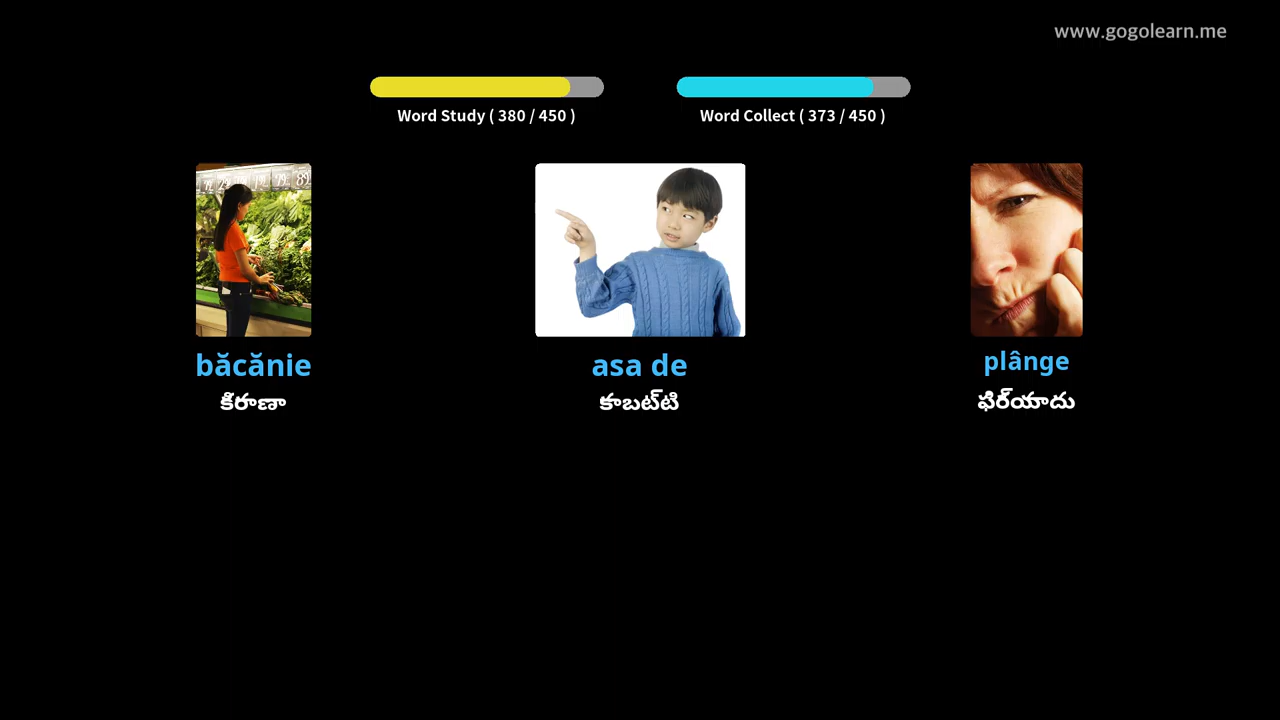 www.gogolearn.me
Word Study ( 380 / 450 )
Word Collect ( 373 / 450 )
băcănie
asa de
plânge
కిరాణా
కాబట్టి
ఫిర్యాదు